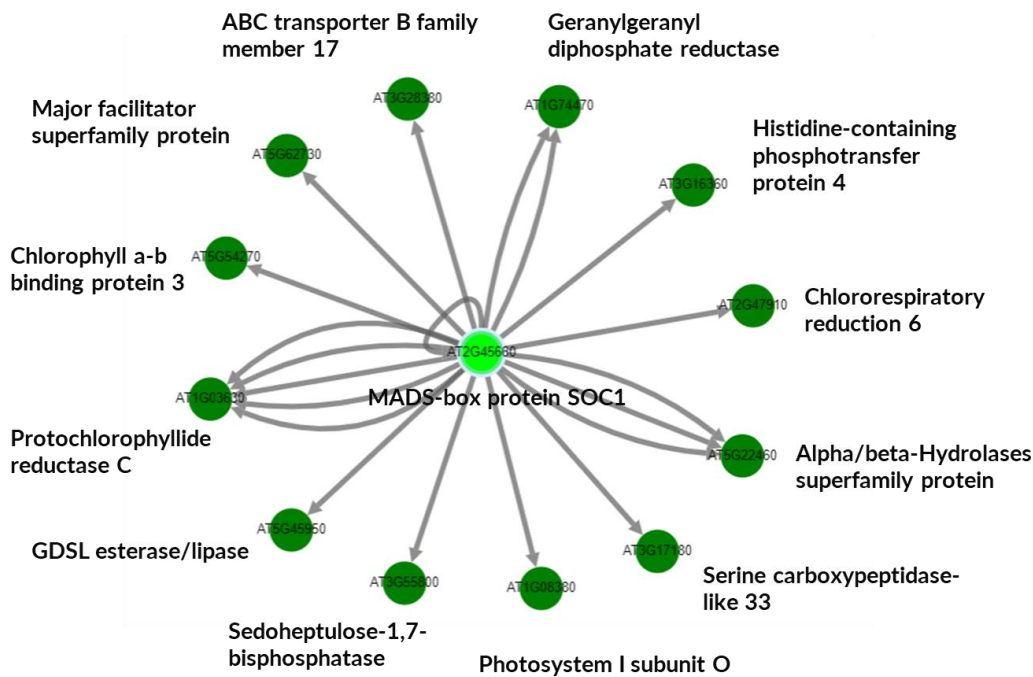 ABC transporter B family
member 17
Geranylgeranyl
diphosphate reductase
AT3G28380
AT1G74470
Major facilitator
superfamily protein
AT5G62730
Histidine-containing
phosphotransfer
protein 4
AT3G16360
Chlorophyll a-b
binding protein 3
AT5G54270
AT2G47910
Chlororespiratory
reduction 6
AT2G45660
MADS-box protein SOC1
AT1G03630
Protochlorophyllide
reductase C
AT5G22460
Alpha/beta-Hydrolases
superfamily protein
AT5G45950
GDSL esterase/lipase
AT3G17180
Serine carboxypeptidase-
like 33
AT3G55800
Sedoheptulose-1,7-
bisphosphatase
AT1G08380
Photosystem I subunit O